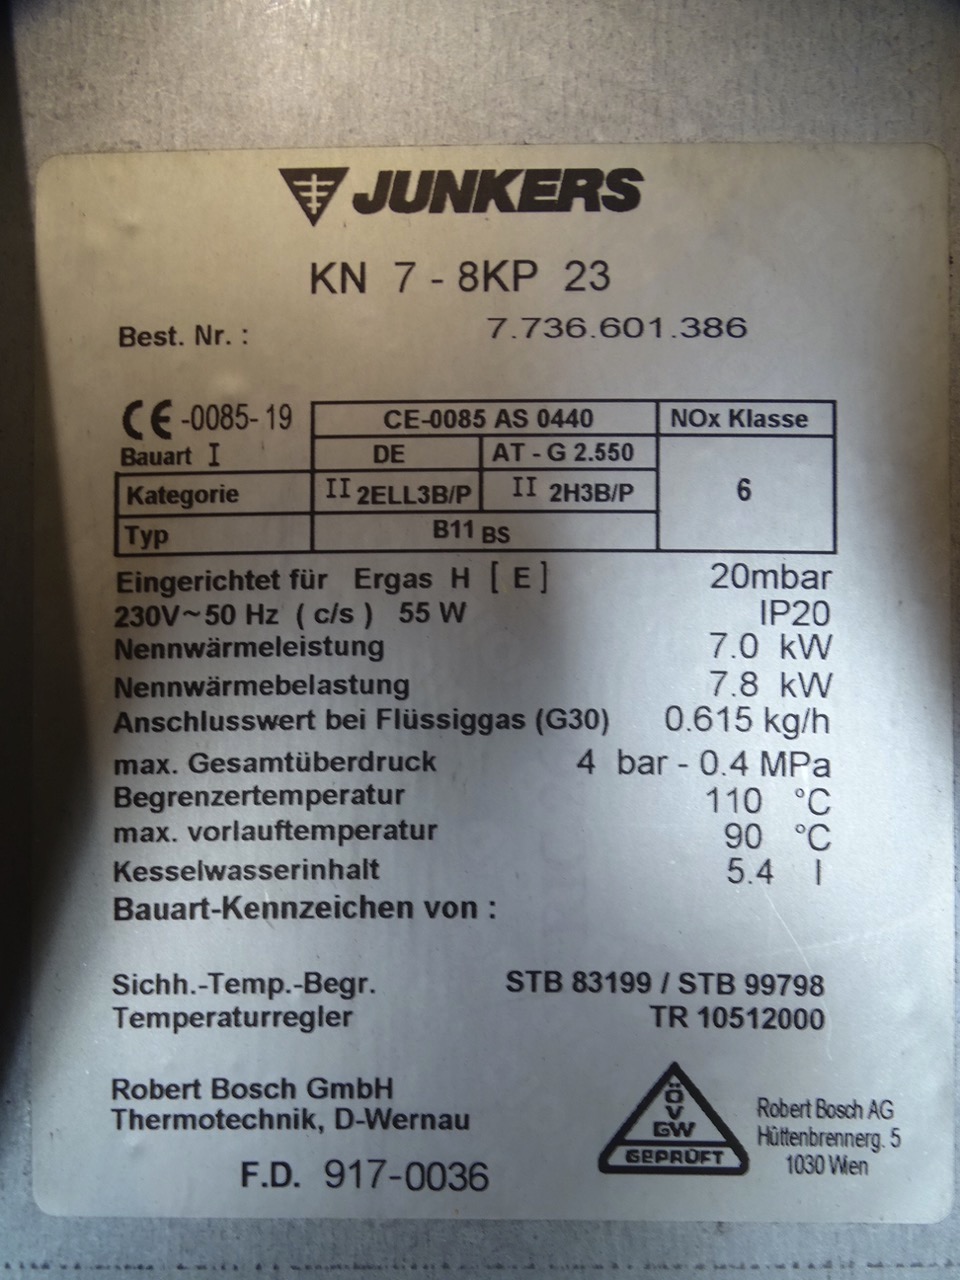 JUNKERS
KN 7 - 8KP 23
Best. Nr. : 7.736.601.386
CE -0085-19 CE-0085 AS 0440 NOx Klasse
Bauart I DE AT - G 2.550
Kategorie II 2ELL3B/P II 2H3B/P 6
Typ B11 BS
Eingerichtet für Ergas H [ E ] 20mbar
230V~50 Hz ( c/s ) 55 W IP20
Nennwärmeleistung 7.0 kW
Nennwärmebelastung 7.8 kW
Anschlusswert bei Flüssiggas (G30) 0.615 kg/h
max. Gesamtüberdruck 4 bar - 0.4 MPa
Begrenzertemperatur 110 °C
max. vorlauftemperatur 90 °C
Kesselwasserinhalt 5.4 l
Bauart-Kennzeichen von :
Sichh.-Temp.-Begr. STB 83199 / STB 99798
Temperaturregler TR 10512000
Robert Bosch GmbH
Thermotechnik, D-Wernau
F.D. 917-0036
ÖVGW
GEPRÜFT
Robert Bosch AG
Hüttenbrennerg. 5
1030 Wien